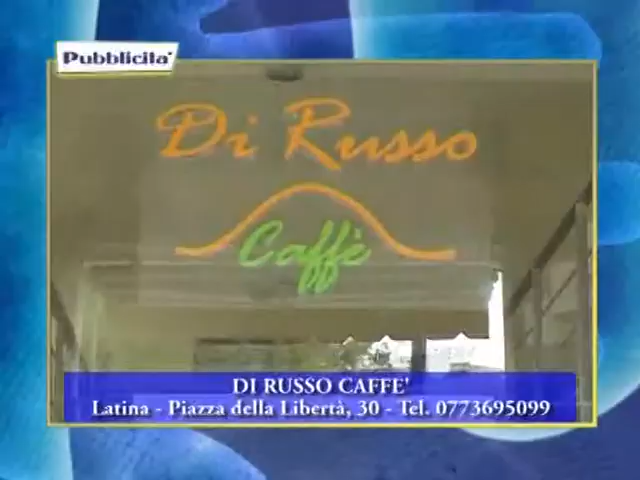 Pubblicita'
Di Russo
Caffè
DI RUSSO CAFFE'
Latina - Piazza della Libertà, 30 - Tel. 0773695099